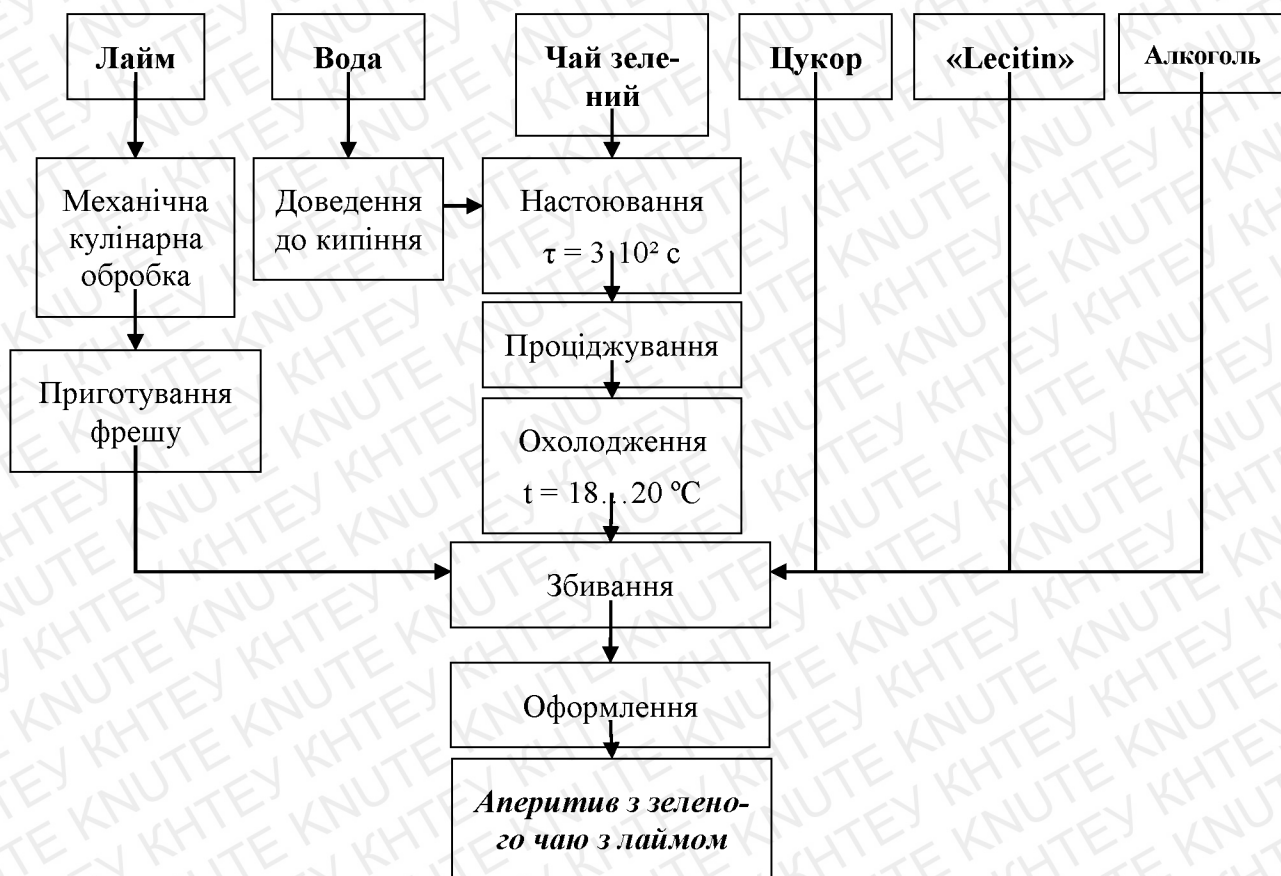 Лайм
Вода
Чай зеле-
ний
Цукор
«Lecitin»
Алкоголь
Механічна
кулінарна
обробка
Доведення
до кипіння
Настоювання
τ = 3 10² с
Проціджування
Приготування
фрешу
Охолодження
t = 18…20 ºС
Збивання
Оформлення
Аперитив з зелено-
го чаю з лаймом